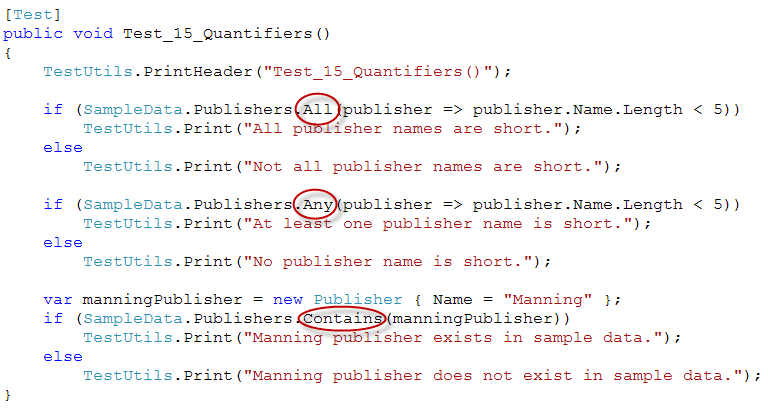 [Test]
public void Test_15_Quantifiers()
{
    TestUtils.PrintHeader("Test_15_Quantifiers()");

    if (SampleData.Publishers.All(publisher => publisher.Name.Length < 5))
        TestUtils.Print("All publisher names are short.");
    else
        TestUtils.Print("Not all publisher names are short.");

    if (SampleData.Publishers.Any(publisher => publisher.Name.Length < 5))
        TestUtils.Print("At least one publisher name is short.");
    else
        TestUtils.Print("No publisher name is short.");

    var manningPublisher = new Publisher { Name = "Manning" };
    if (SampleData.Publishers.Contains(manningPublisher))
        TestUtils.Print("Manning publisher exists in sample data.");
    else
        TestUtils.Print("Manning publisher does not exist in sample data.");
}